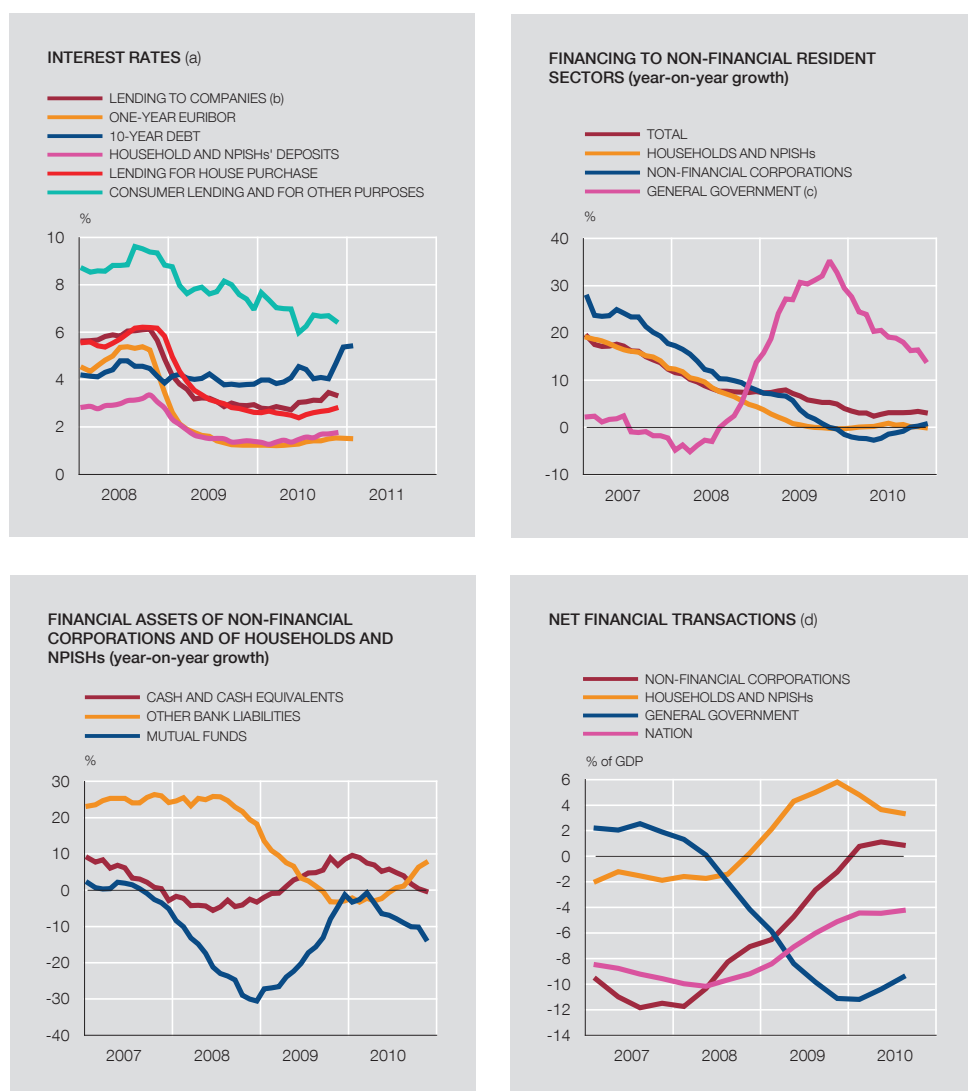 INTEREST RATES (a)
LENDING TO COMPANIES (b)
ONE-YEAR EURIBOR
10-YEAR DEBT
HOUSEHOLD AND NPISHs' DEPOSITS
LENDING FOR HOUSE PURCHASE
CONSUMER LENDING AND FOR OTHER PURPOSES
%
10
8
6
4
2
0
2008 2009 2010 2011
FINANCING TO NON-FINANCIAL RESIDENT
SECTORS (year-on-year growth)
TOTAL
HOUSEHOLDS AND NPISHs
NON-FINANCIAL CORPORATIONS
GENERAL GOVERNMENT (c)
%
40
30
20
10
0
-10
2007 2008 2009 2010
FINANCIAL ASSETS OF NON-FINANCIAL
CORPORATIONS AND OF HOUSEHOLDS AND
NPISHs (year-on-year growth)
CASH AND CASH EQUIVALENTS
OTHER BANK LIABILITIES
MUTUAL FUNDS
%
30
20
10
0
-10
-20
-30
-40
2007 2008 2009 2010
NET FINANCIAL TRANSACTIONS (d)
NON-FINANCIAL CORPORATIONS
HOUSEHOLDS AND NPISHs
GENERAL GOVERNMENT
NATION
% of GDP
6
4
2
0
-2
-4
-6
-8
-10
-12
-14
2007 2008 2009 2010